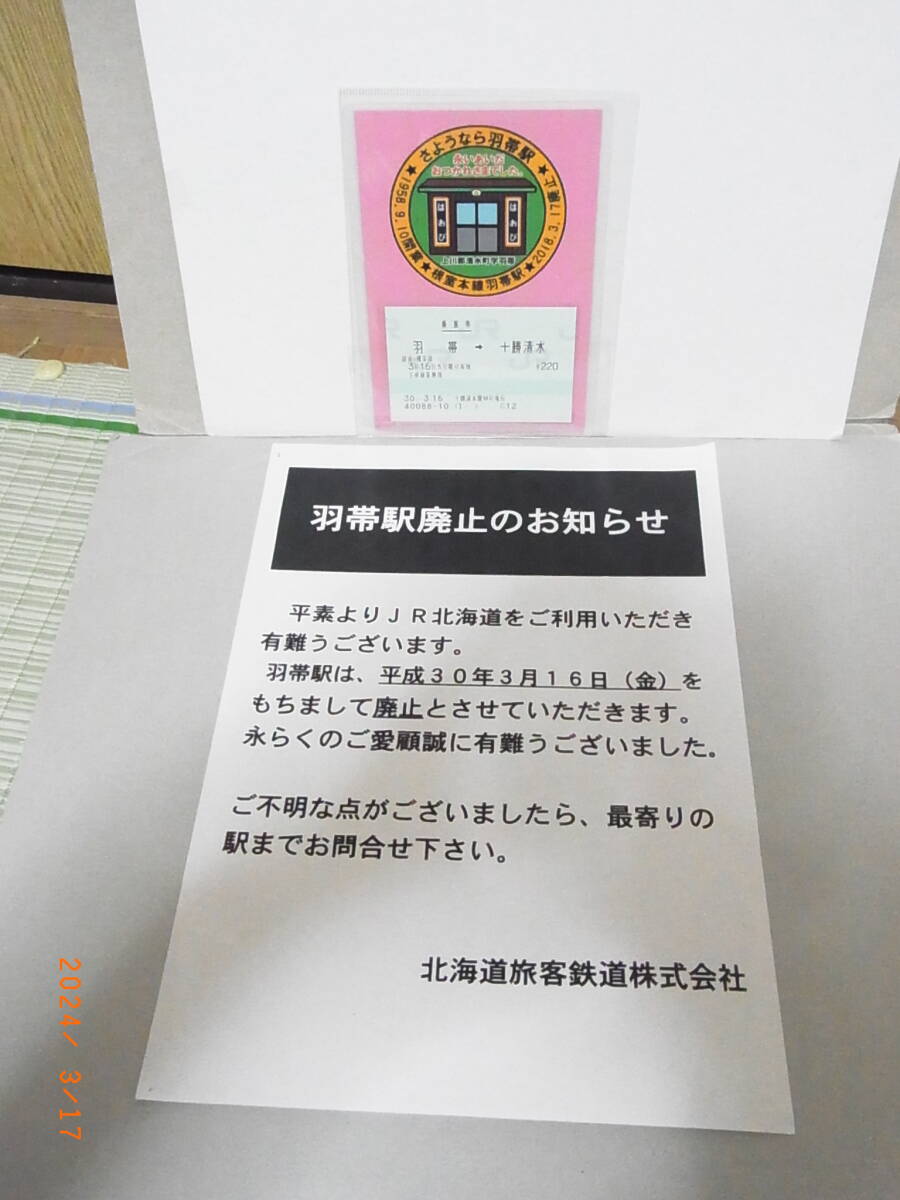 さようなら羽帯駅
永いあいだ
おつかれさまでした。
はおび
はおび
上川郡清水町字羽帯
★1958.9.10開業★根室本線羽帯駅★2018.3.17廃止★
乗車券
羽帯 → 十勝清水
¥220
30.3.16
40088-10
羽帯駅廃止のお知らせ
平素よりＪＲ北海道をご利用いただき
有難うございます。
羽帯駅は、平成３０年３月１６日（金）を
もちまして廃止とさせていただきます。
永らくのご愛顧誠に有難うございました。
ご不明な点がございましたら、最寄りの
駅までお問合せ下さい。
北海道旅客鉄道株式会社
2024/ 3/17